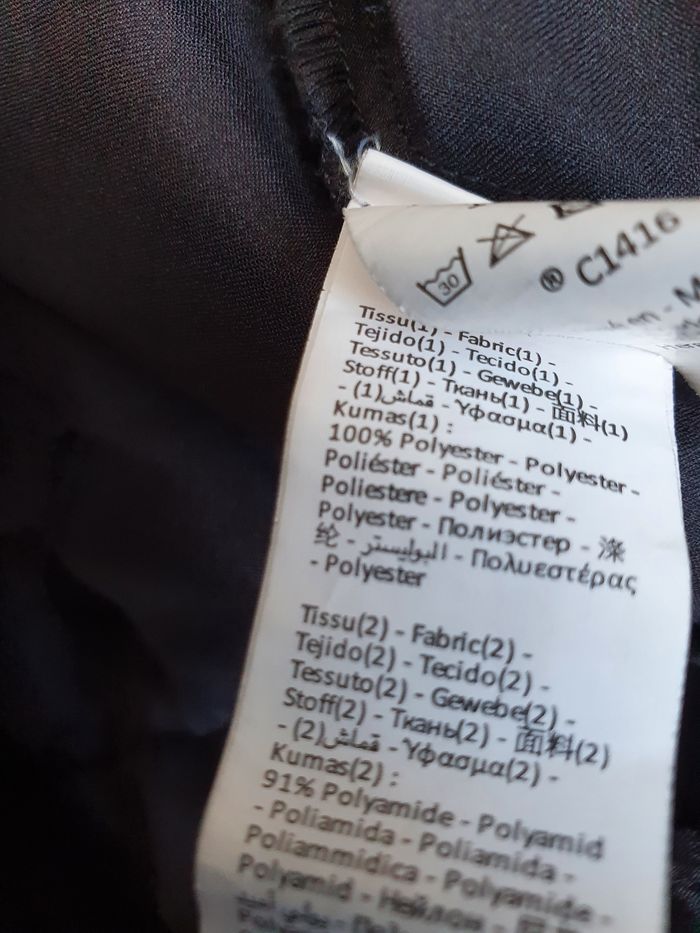 30
® C1416
Tissu(1) - Fabric(1) -
Tejido(1) - Tecido(1) -
Tessuto(1) - Gewebe(1) -
Stoff(1) - Ткань(1) - 面料(1)
- قماش(1) - Ύφασμα(1) -
Kumas(1) :
100% Polyester - Polyester -
Poliéster - Poliéster -
Poliestere - Polyester -
Polyester - Полиэстер - 涤
纶 - البوليستر - Πολυεστέρας
- Polyester
Tissu(2) - Fabric(2) -
Tejido(2) - Tecido(2) -
Tessuto(2) - Gewebe(2) -
Stoff(2) - Ткань(2) - 面料(2)
- قماش(2) - Ύφασμα(2) -
Kumas(2) :
91% Polyamide - Polyamid
- Poliamida - Poliamida -
Poliammidica - Polyamide -
Polyamid - Нейлон -